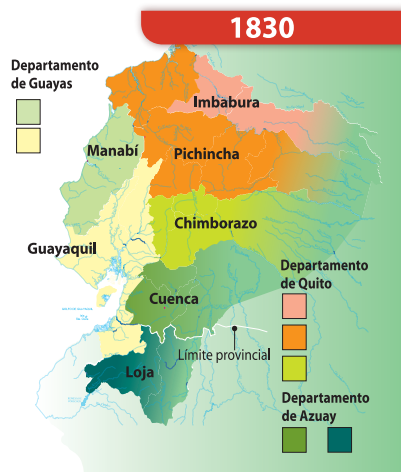 1830
Departamento
de Guayas
Imbabura
Manabí
Pichincha
Chimborazo
Guayaquil
Departamento
de Quito
Cuenca
Límite provincial
Loja
Departamento
de Azuay